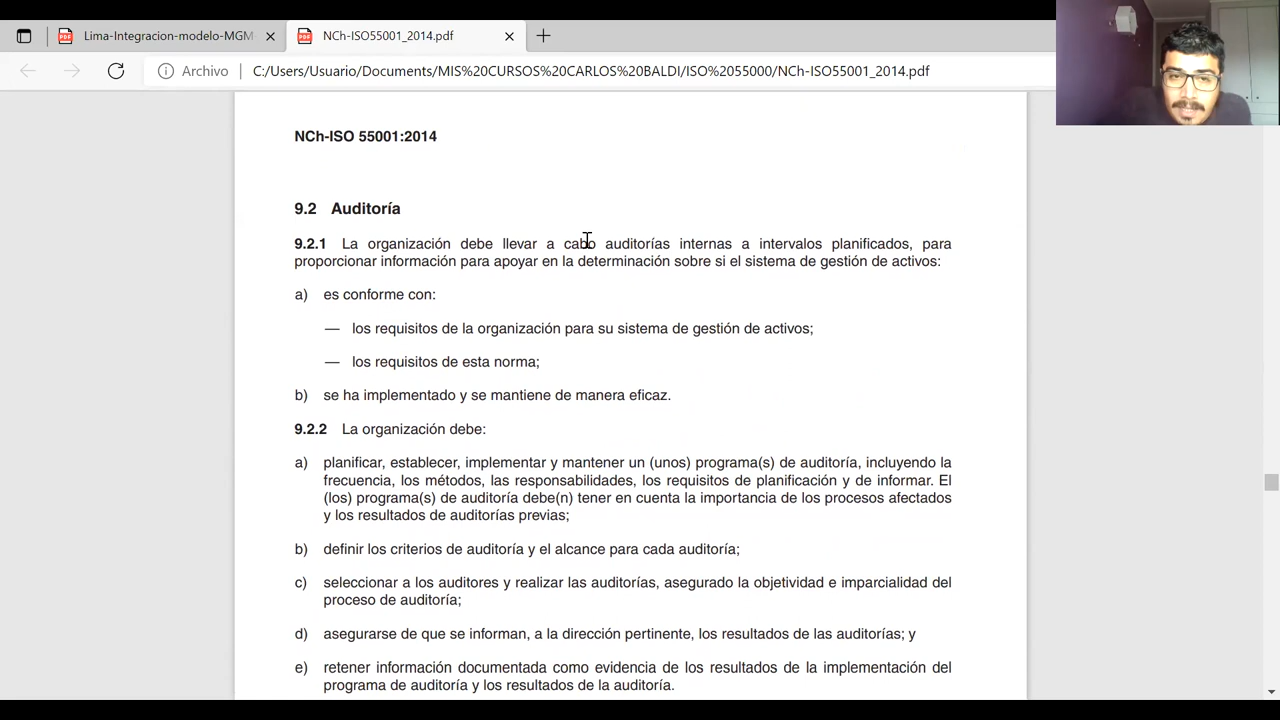 Lima-Integracion-modelo-MGM
NCh-ISO55001_2014.pdf
Archivo
C:/Users/Usuario/Documents/MIS%20CURSOS%20CARLOS%20BALDI/ISO%2055000/NCh-ISO55001_2014.pdf
NCh-ISO 55001:2014
9.2 Auditoría
9.2.1 La organización debe llevar a cabo auditorías internas a intervalos planificados, para
proporcionar información para apoyar en la determinación sobre si el sistema de gestión de activos:
a) es conforme con:
— los requisitos de la organización para su sistema de gestión de activos;
— los requisitos de esta norma;
b) se ha implementado y se mantiene de manera eficaz.
9.2.2 La organización debe:
a) planificar, establecer, implementar y mantener un (unos) programa(s) de auditoría, incluyendo la
frecuencia, los métodos, las responsabilidades, los requisitos de planificación y de informar. El
(los) programa(s) de auditoría debe(n) tener en cuenta la importancia de los procesos afectados
y los resultados de auditorías previas;
b) definir los criterios de auditoría y el alcance para cada auditoría;
c) seleccionar a los auditores y realizar las auditorías, asegurado la objetividad e imparcialidad del
proceso de auditoría;
d) asegurarse de que se informan, a la dirección pertinente, los resultados de las auditorías; y
e) retener información documentada como evidencia de los resultados de la implementación del
programa de auditoría y los resultados de la auditoría.